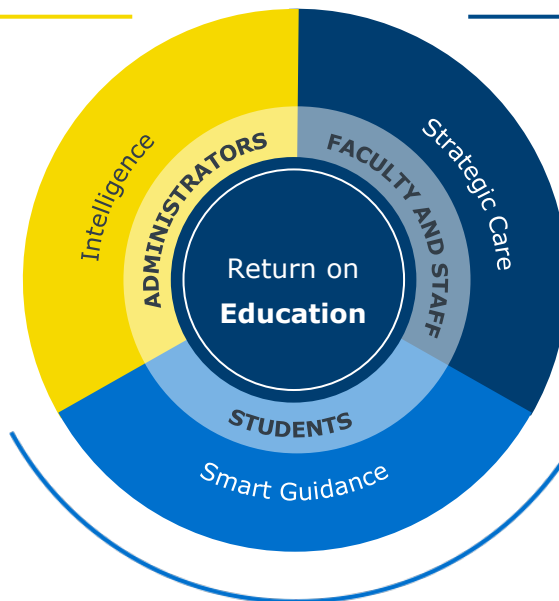 Intelligence
ADMINISTRATORS
FACULTY AND STAFF
Strategic Care
Return on
Education
STUDENTS
Smart Guidance